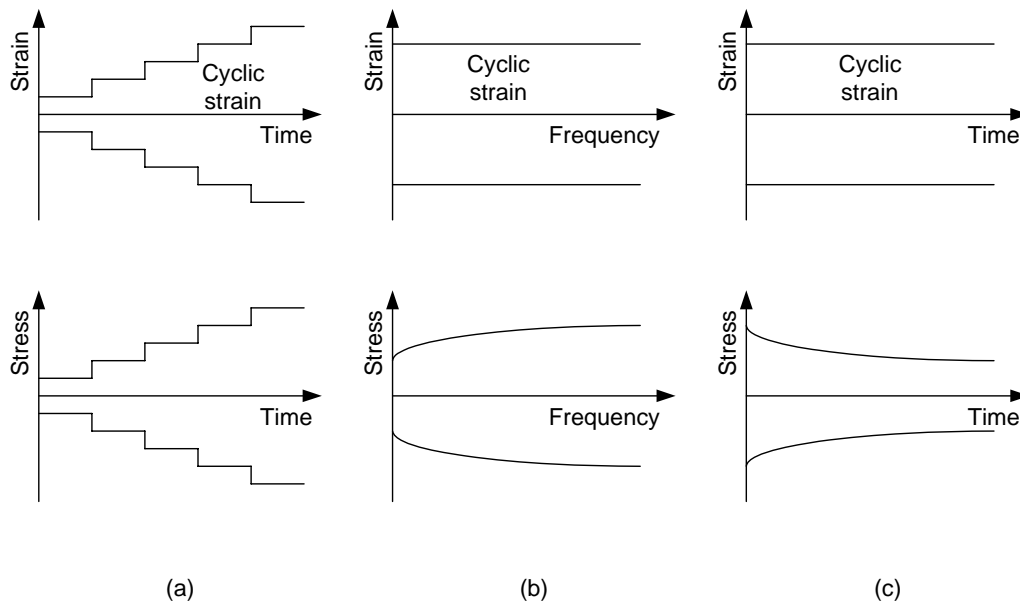 Strain
Cyclic
strain
Time
Strain
Cyclic
strain
Frequency
Strain
Cyclic
strain
Time
Stress
Time
Stress
Frequency
Stress
Time
(a)
(b)
(c)